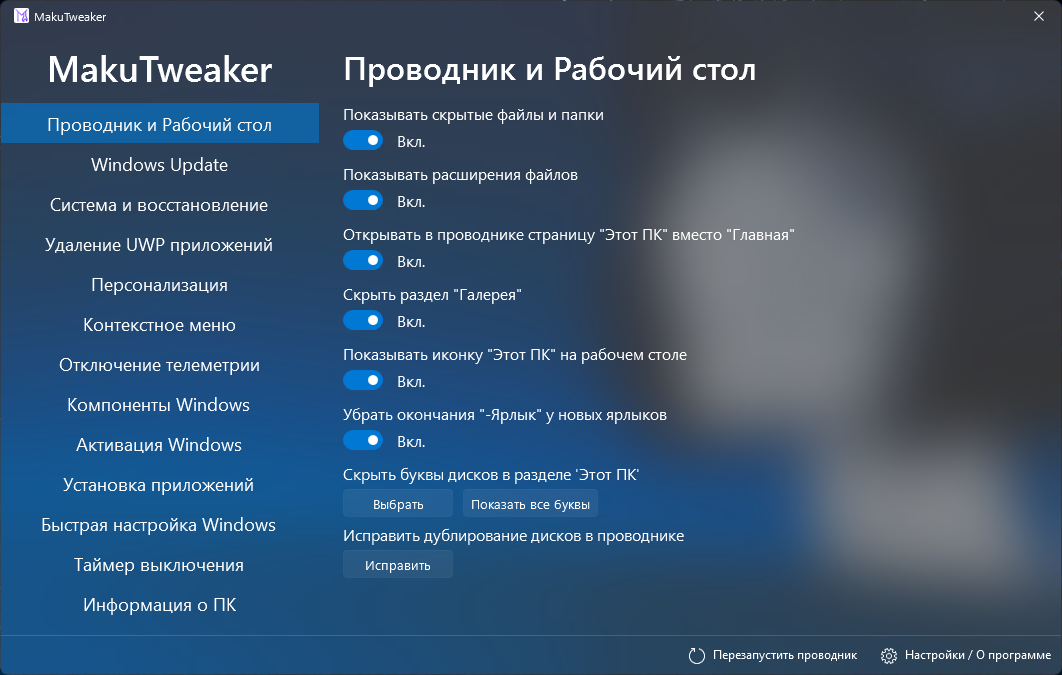 MakuTweaker
MakuTweaker
Проводник и Рабочий стол
Windows Update
Система и восстановление
Удаление UWP приложений
Персонализация
Контекстное меню
Отключение телеметрии
Компоненты Windows
Активация Windows
Установка приложений
Быстрая настройка Windows
Таймер выключения
Информация о ПК
Проводник и Рабочий стол
Показывать скрытые файлы и папки
Вкл.
Показывать расширения файлов
Вкл.
Открывать в проводнике страницу "Этот ПК" вместо "Главная"
Вкл.
Скрыть раздел "Галерея"
Вкл.
Показывать иконку "Этот ПК" на рабочем столе
Вкл.
Убрать окончания "-Ярлык" у новых ярлыков
Вкл.
Скрыть буквы дисков в разделе 'Этот ПК'
Выбрать Показать все буквы
Исправить дублирование дисков в проводнике
Исправить
Перезапустить проводник Настройки / О программе